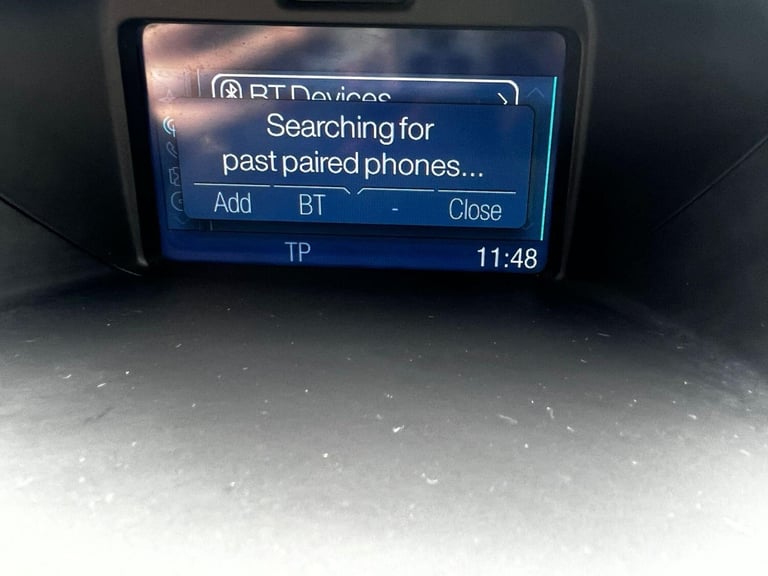 BT Devices
Searching for
past paired phones...
Add BT - Close
TP 11:48